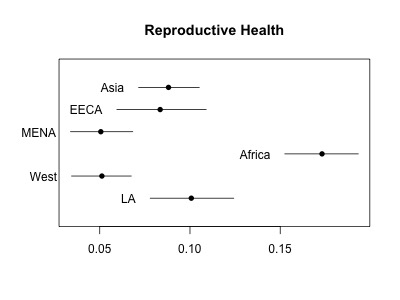 Reproductive Health
Asia
EECA
MENA
Africa
West
LA
0.05 0.10 0.15